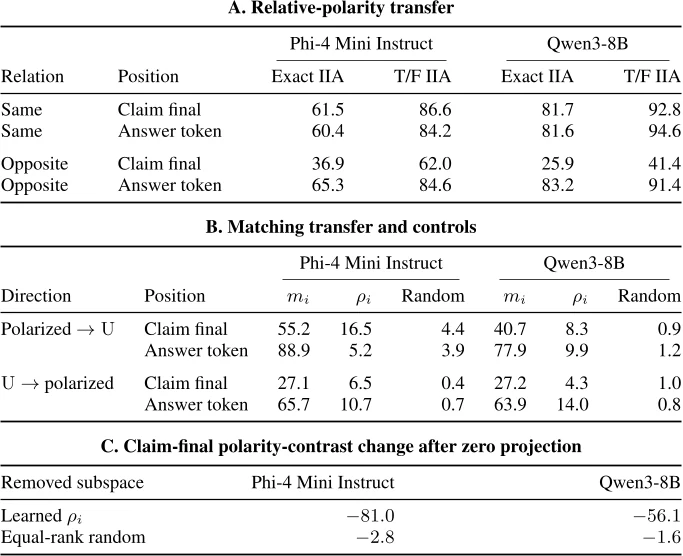 A. Relative-polarity transfer
Phi-4 Mini Instruct Qwen3-8B
Relation Position Exact IIA T/F IIA Exact IIA T/F IIA
Same Claim final 61.5 86.6 81.7 92.8
Same Answer token 60.4 84.2 81.6 94.6
Opposite Claim final 36.9 62.0 25.9 41.4
Opposite Answer token 65.3 84.6 83.2 91.4
B. Matching transfer and controls
Phi-4 Mini Instruct Qwen3-8B
Direction Position mᵢ ρᵢ Random mᵢ ρᵢ Random
Polarized → U Claim final 55.2 16.5 4.4 40.7 8.3 0.9
Answer token 88.9 5.2 3.9 77.9 9.9 1.2
U → polarized Claim final 27.1 6.5 0.4 27.2 4.3 1.0
Answer token 65.7 10.7 0.7 63.9 14.0 0.8
C. Claim-final polarity-contrast change after zero projection
Removed subspace Phi-4 Mini Instruct Qwen3-8B
Learned ρᵢ −81.0 −56.1
Equal-rank random −2.8 −1.6